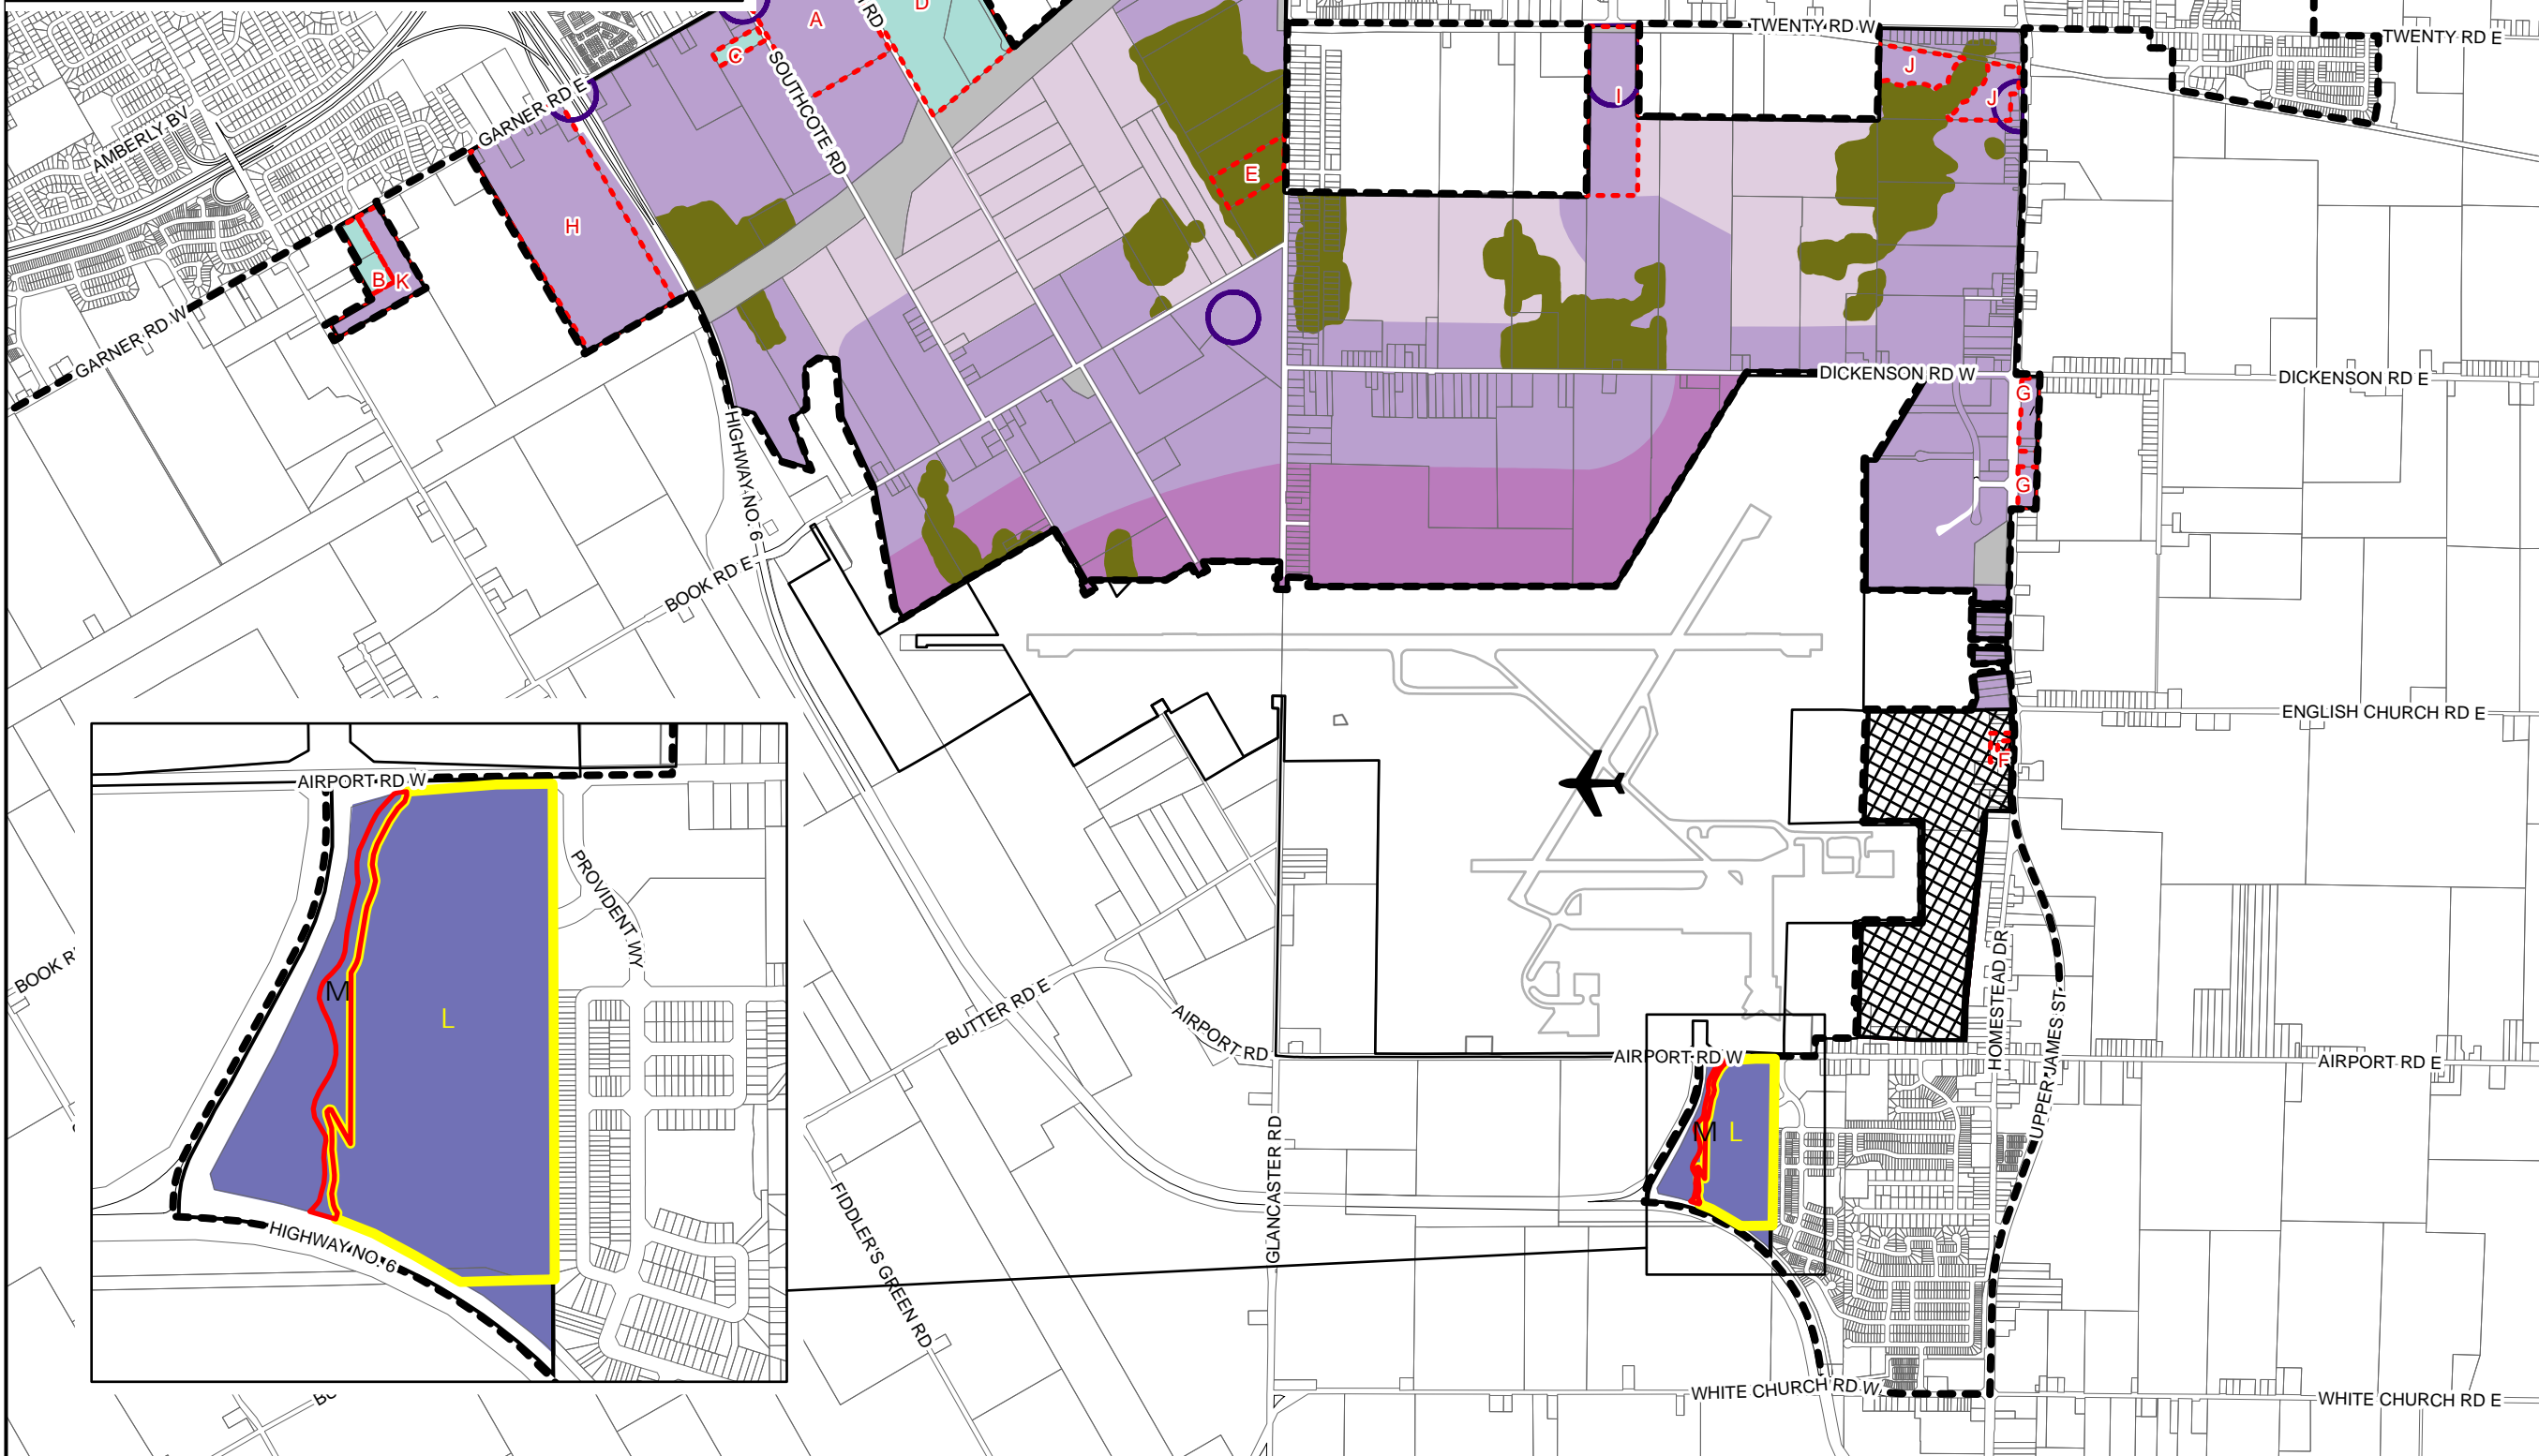 A
D
RD
C
TWENTY RD W
TWENTY RD E
SOUTHCOTE RD
J
I
J
GARNER RD E
AMBERLY BV
E
H
B
K
GARNER RD W
DICKENSON RD W
DICKENSON RD E
G
HIGHWAY NO. 6
G
BOOK RD E
ENGLISH CHURCH RD E
F
AIRPORT RD W
PROVIDENT WY
M
L
HIGHWAY NO. 6
BOOK R
BUTTER RD E
AIRPORT RD
AIRPORT RD W
HOMESTEAD DR
UPPER JAMES ST
AIRPORT RD E
M
L
GLANCASTER RD
FIDDLER'S GREEN RD
WHITE CHURCH RD W
WHITE CHURCH RD E